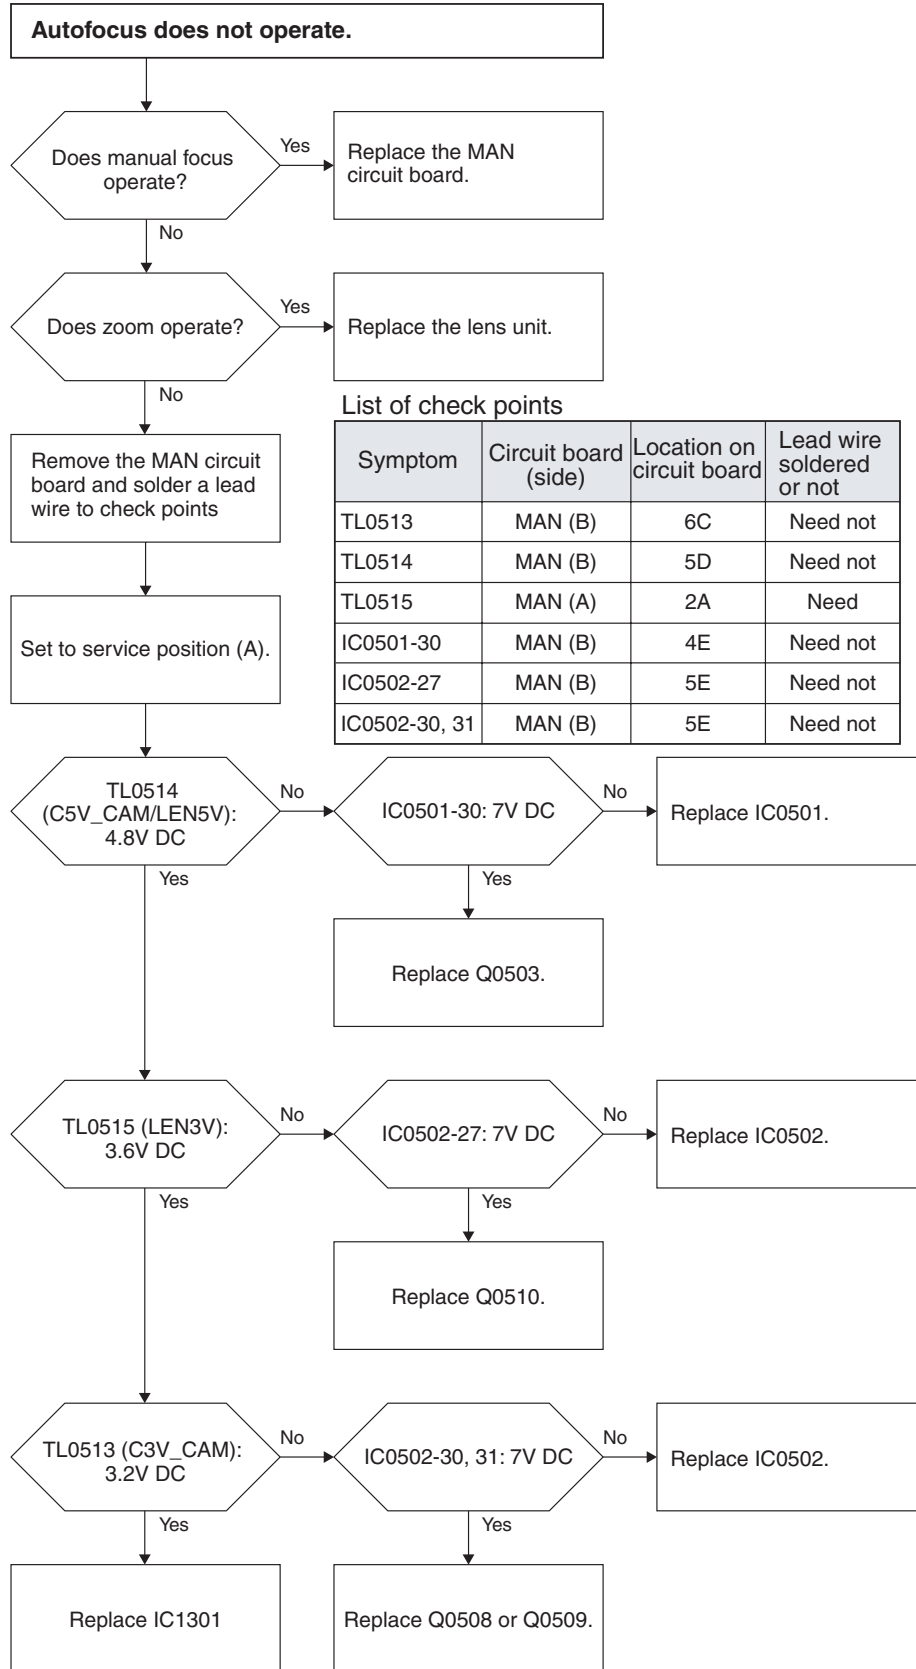 Autofocus does not operate.
Does manual focus
operate?
Yes
Replace the MAN
circuit board.
No
Does zoom operate?
Yes
Replace the lens unit.
No
Remove the MAN circuit
board and solder a lead
wire to check points
Set to service position (A).
List of check points
Symptom
Circuit board
(side)
Location on
circuit board
Lead wire
soldered
or not
TL0513 MAN (B) 6C Need not
TL0514 MAN (B) 5D Need not
TL0515 MAN (A) 2A Need
IC0501-30 MAN (B) 4E Need not
IC0502-27 MAN (B) 5E Need not
IC0502-30, 31 MAN (B) 5E Need not
TL0514
(C5V_CAM/LEN5V):
4.8V DC
No
IC0501-30: 7V DC
No
Replace IC0501.
Yes
Yes
Replace Q0503.
TL0515 (LEN3V):
3.6V DC
No
IC0502-27: 7V DC
No
Replace IC0502.
Yes
Yes
Replace Q0510.
TL0513 (C3V_CAM):
3.2V DC
No
IC0502-30, 31: 7V DC
No
Replace IC0502.
Yes
Yes
Replace IC1301
Replace Q0508 or Q0509.